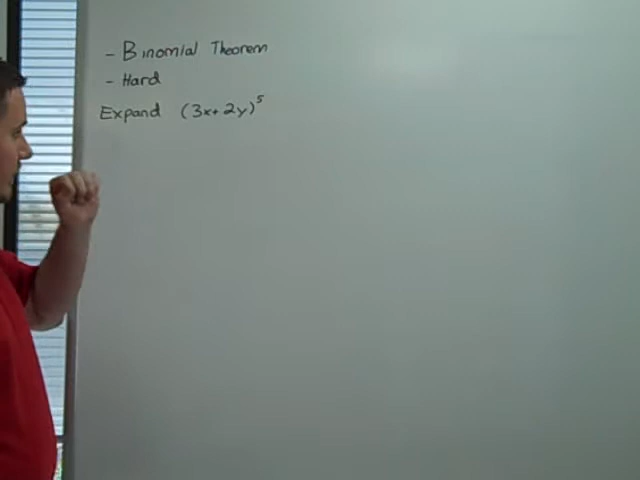 - Binomial Theorem
- Hard
Expand (3x+2y)⁵